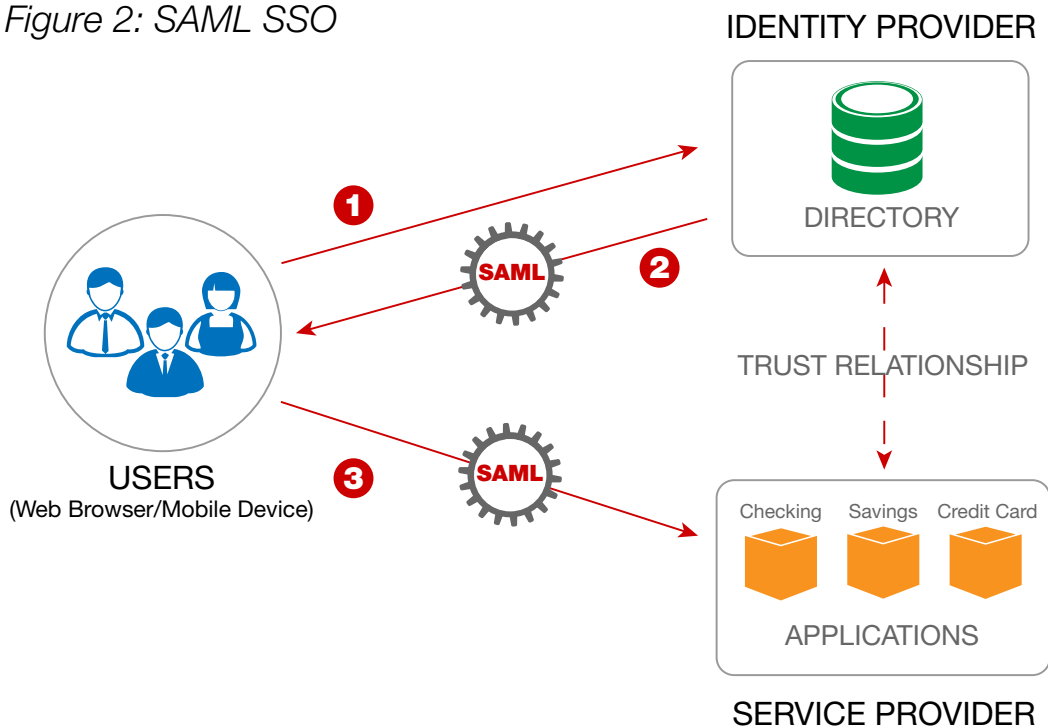 Figure 2: SAML SSO
IDENTITY PROVIDER
DIRECTORY
1
SAML
2
TRUST RELATIONSHIP
USERS
(Web Browser/Mobile Device)
3
SAML
Checking Savings Credit Card
APPLICATIONS
SERVICE PROVIDER